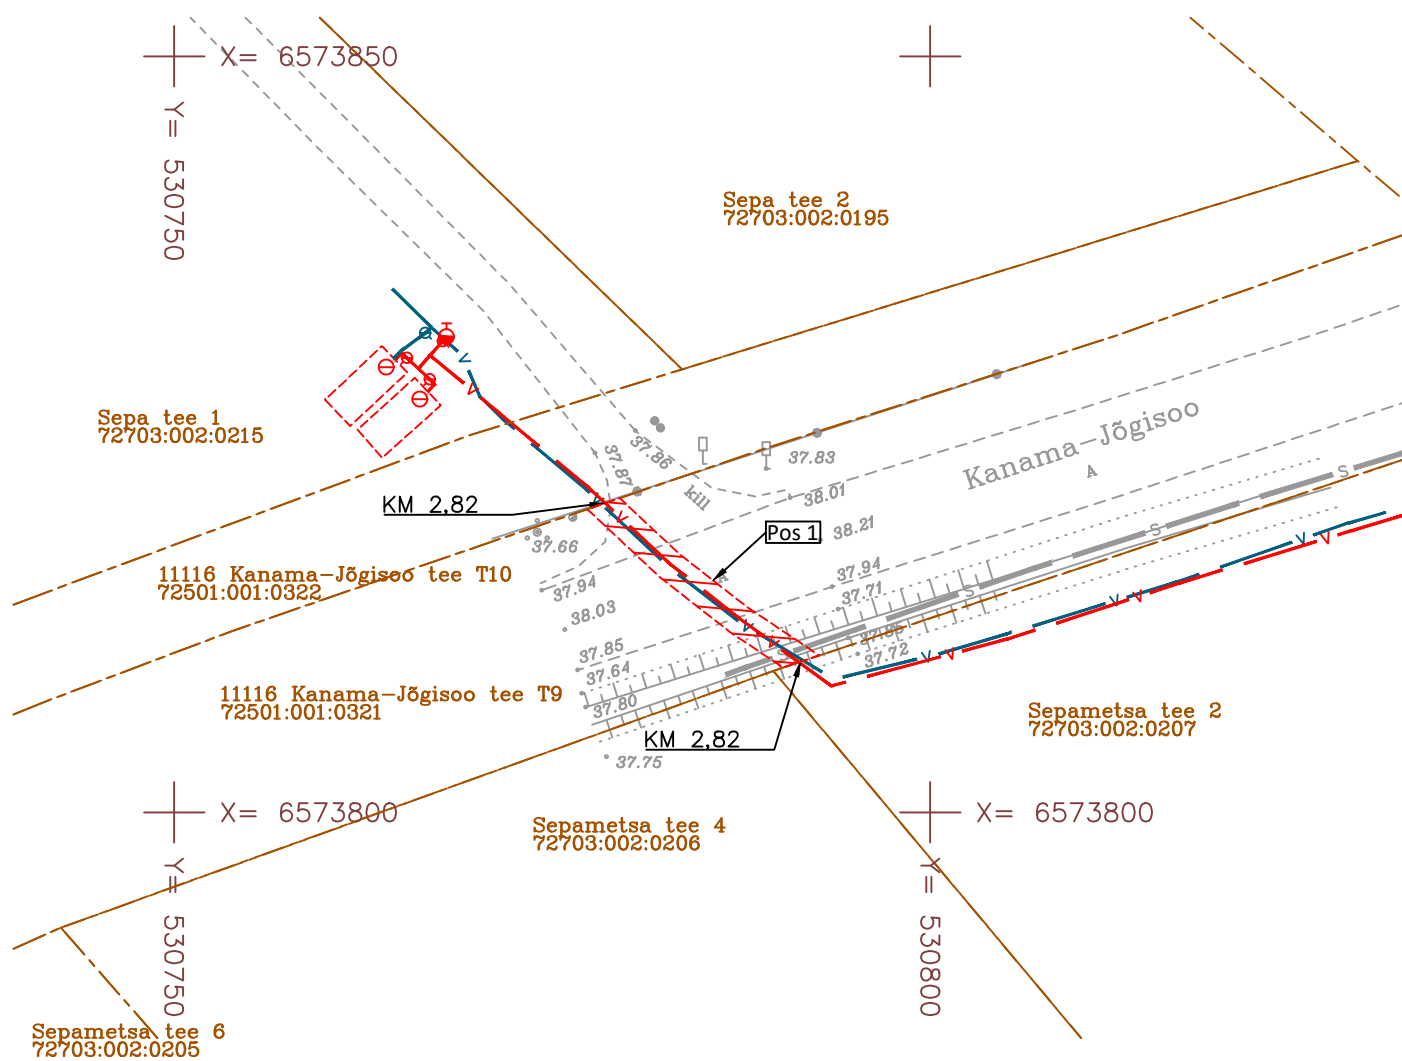 X= 6573850
Y= 530750
Sepa tee 2
72703:002:0195
Sepa tee 1
72703:002:0215
V
V
Kanama-Jõgisoo
A
37.86
37.87
37.83
kill
38.01
KM 2,82
V
V
Pos 1
38.21
37.66
S
S
S
S
V
V
11116 Kanama-Jõgisoo tee T10
72501:001:0322
37.94
37.94
37.71
A
38.03
V
V
V
V
37.85
37.72
V
V
37.64
11116 Kanama-Jõgisoo tee T9
72501:001:0321
37.80
Sepametsa tee 2
72703:002:0207
KM 2,82
37.75
X= 6573800
X= 6573800
Sepametsa tee 4
72703:002:0206
Y= 530750
Y= 530800
Sepametsa tee 6
72703:002:0205